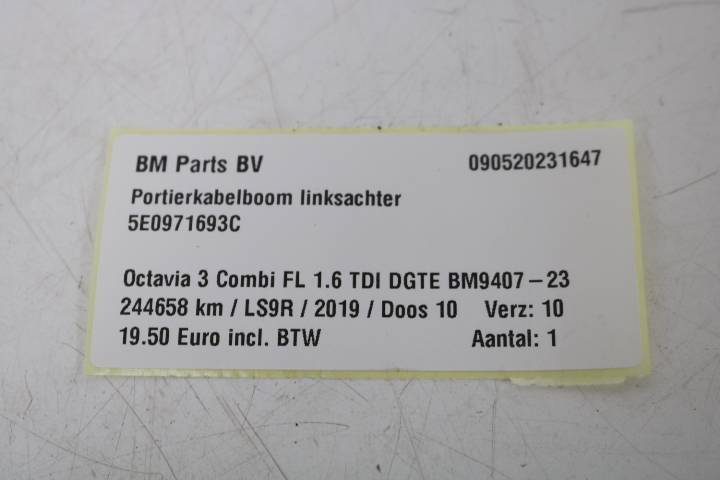 BM Parts BV 090520231647
Portierkabelboom linksachter
5E0971693C
Octavia 3 Combi FL 1.6 TDI DGTE BM9407-23
244658 km / LS9R / 2019 / Doos 10 Verz: 10
19.50 Euro incl. BTW Aantal: 1